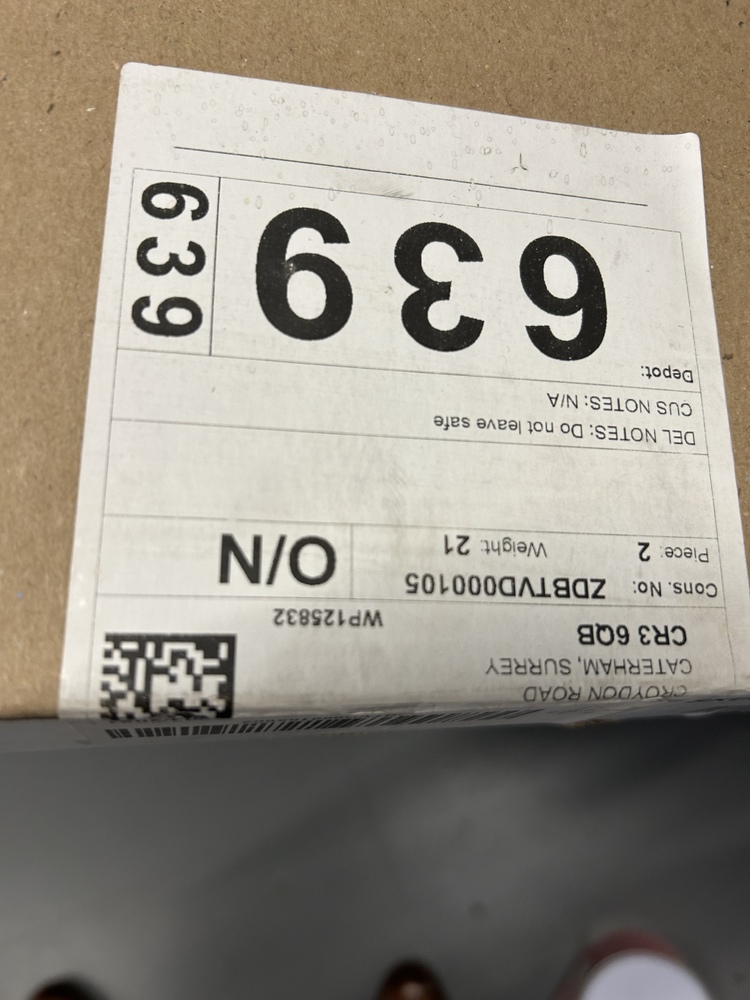 CROYDON ROAD
CATERHAM, SURREY
CR3 6QB
WP125832
Cons. No: ZDBTVD000105
Piece: 2 Weight: 21
O/N
DEL NOTES: Do not leave safe
CUS NOTES: N/A
Depot:
639
639